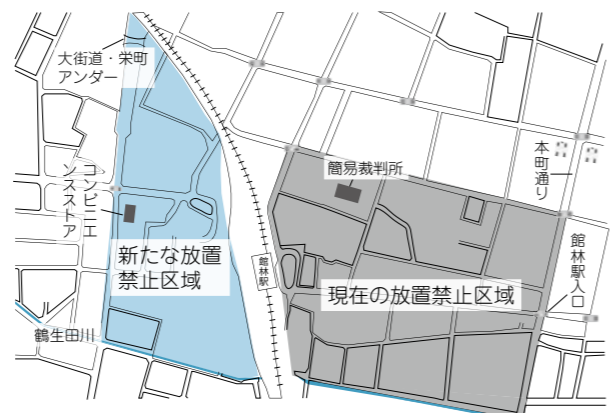 大街道・栄町
アンダー
簡易裁判所
本町通り
コンビニエ
ンスストア
新たな放置
禁止区域
館林駅
現在の放置禁止区域
館林駅入口
鶴生田川